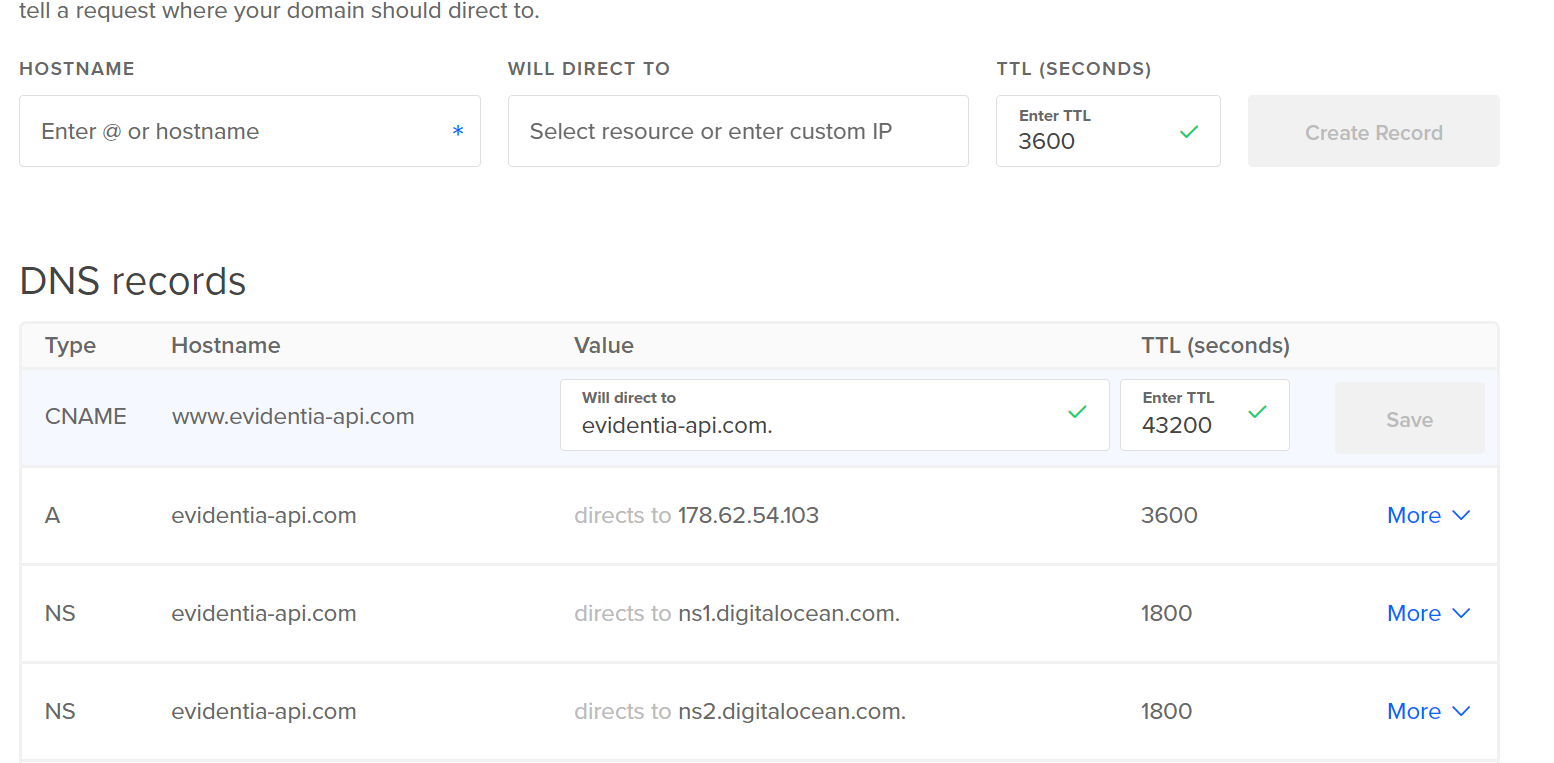 tell a request where your domain should direct to.
HOSTNAME WILL DIRECT TO TTL (SECONDS)
Enter @ or hostname * Select resource or enter custom IP Enter TTL 3600 Create Record
DNS records
Type Hostname Value TTL (seconds)
CNAME www.evidentia-api.com Will direct to evidentia-api.com. Enter TTL 43200 Save
A evidentia-api.com directs to 178.62.54.103 3600 More
NS evidentia-api.com directs to ns1.digitalocean.com. 1800 More
NS evidentia-api.com directs to ns2.digitalocean.com. 1800 More